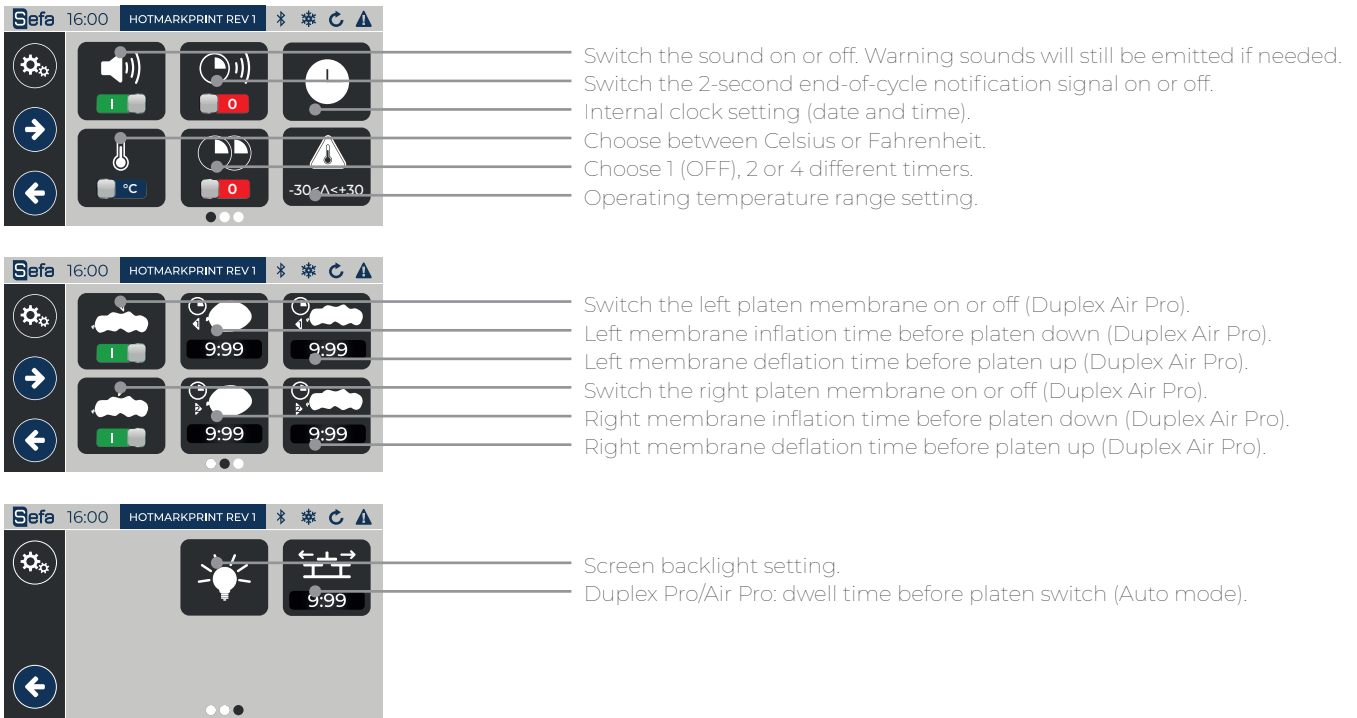 Sefa 16:00 HOTMARKPRINT REV 1
I 0
°C 0 -30<Δ<+30
Switch the sound on or off. Warning sounds will still be emitted if needed.
Switch the 2-second end-of-cycle notification signal on or off.
Internal clock setting (date and time).
Choose between Celsius or Fahrenheit.
Choose 1 (OFF), 2 or 4 different timers.
Operating temperature range setting.
Sefa 16:00 HOTMARKPRINT REV 1
1 1 1
I 9:99 9:99
2 2 2
I 9:99 9:99
Switch the left platen membrane on or off (Duplex Air Pro).
Left membrane inflation time before platen down (Duplex Air Pro).
Left membrane deflation time before platen up (Duplex Air Pro).
Switch the right platen membrane on or off (Duplex Air Pro).
Right membrane inflation time before platen down (Duplex Air Pro).
Right membrane deflation time before platen up (Duplex Air Pro).
Sefa 16:00 HOTMARKPRINT REV 1
9:99
Screen backlight setting.
Duplex Pro/Air Pro: dwell time before platen switch (Auto mode).